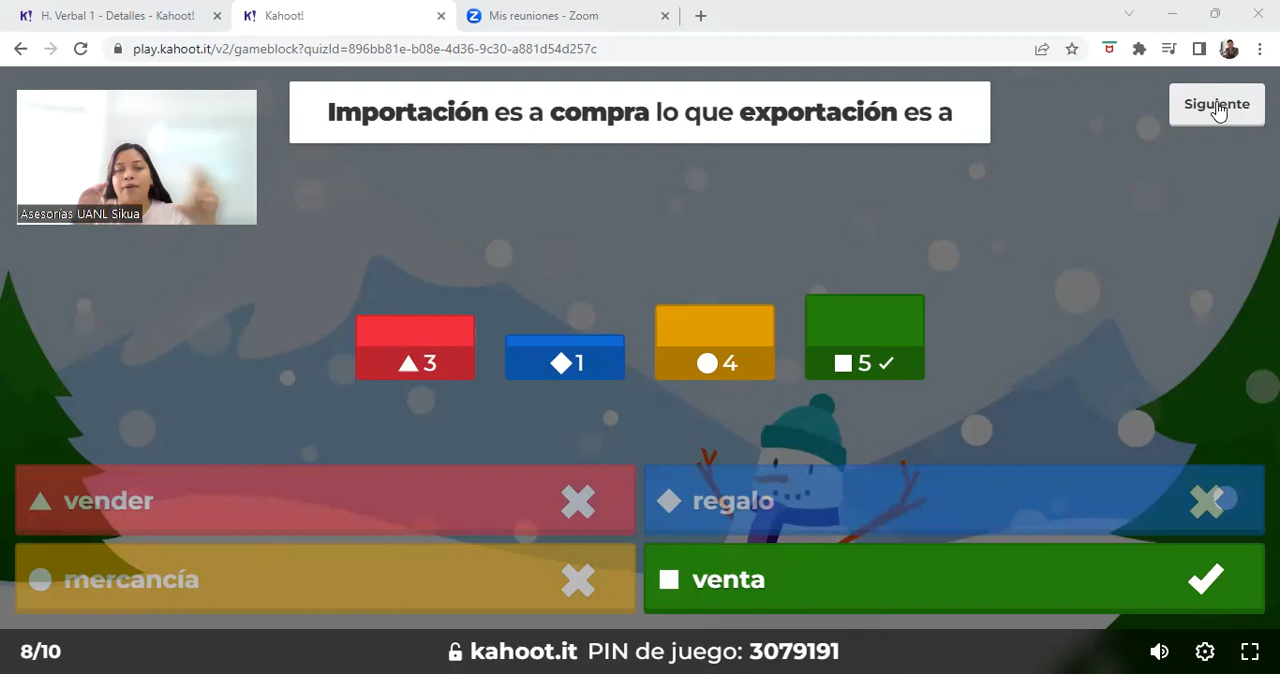 H. Verbal 1 - Detalles - Kahoot!
Kahoot!
Mis reuniones - Zoom
play.kahoot.it/v2/gameblock?quizId=896bb81e-b08e-4d36-9c30-a881d54d257c
Importación es a compra lo que exportación es a
Siguiente
Asesorías UANL Sikua
3
1
4
5
vender
regalo
mercancía
venta
8/10
kahoot.it PIN de juego: 3079191